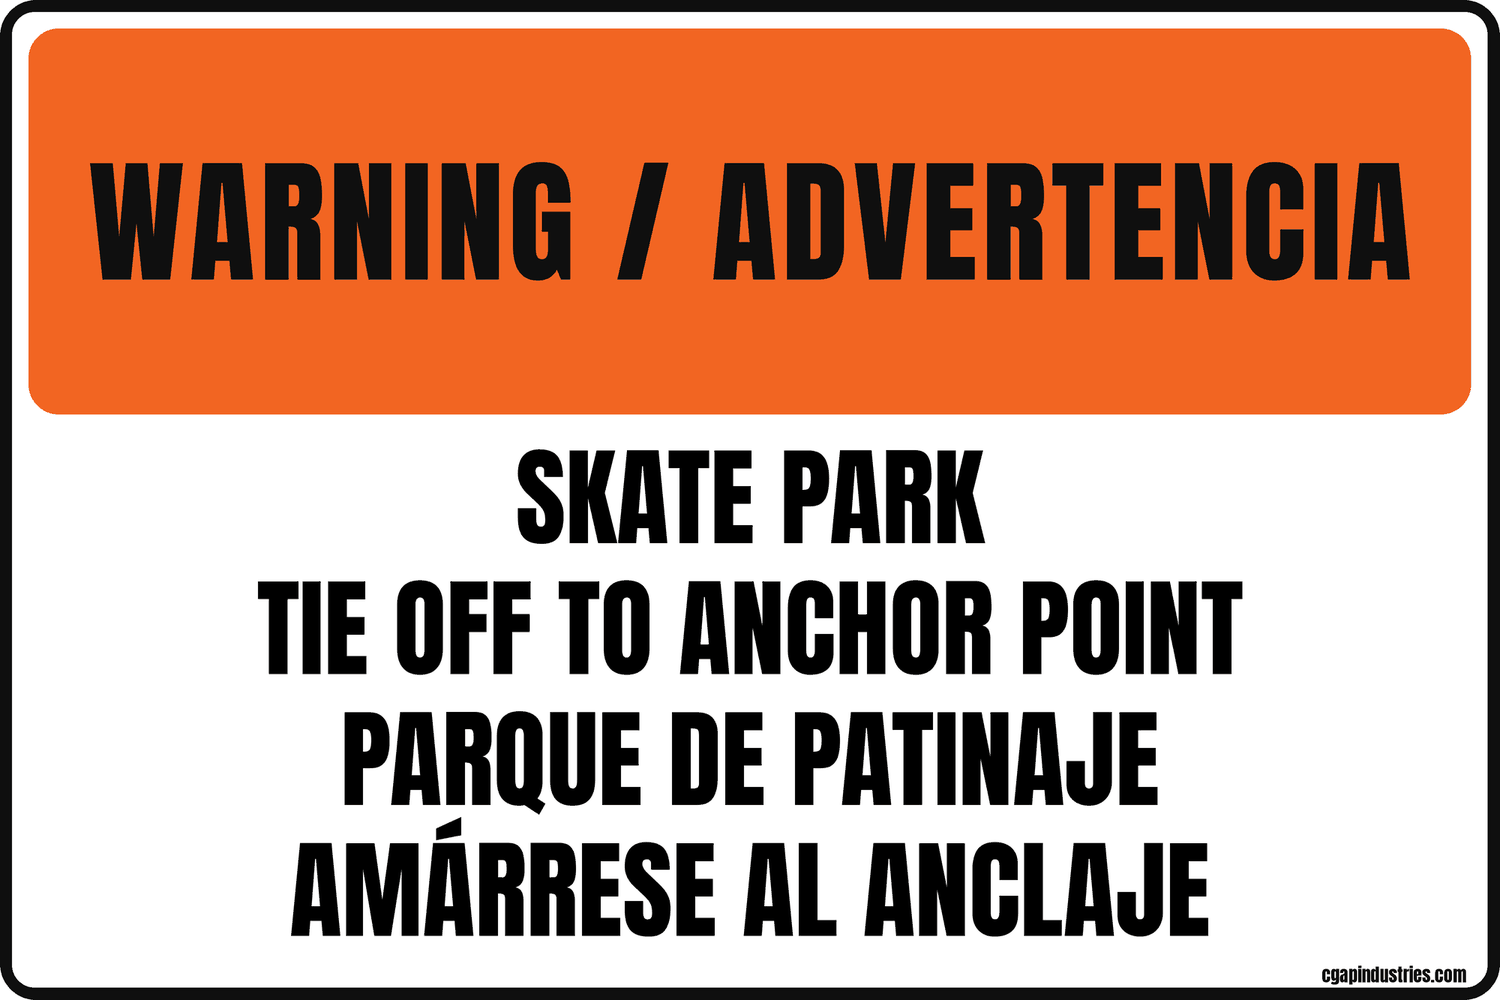 WARNING / ADVERTENCIA
SKATE PARK
TIE OFF TO ANCHOR POINT
PARQUE DE PATINAJE
AMÁRRESE AL ANCLAJE
cgapindustries.com